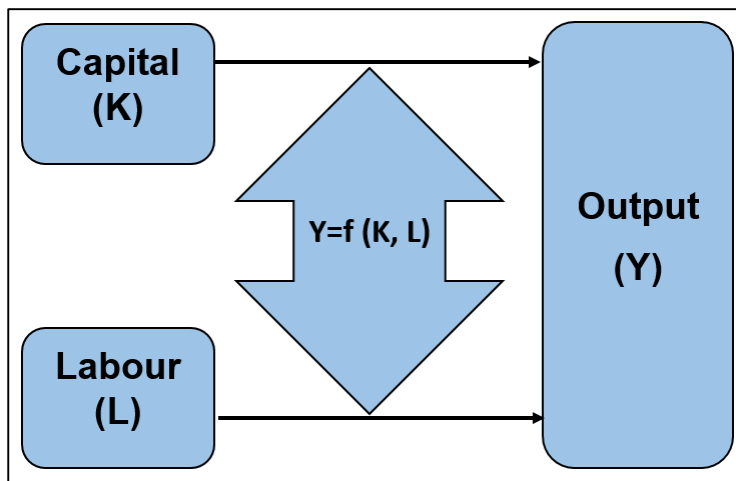 Capital
(K)
Y=f (K, L)
Output
(Y)
Labour
(L)